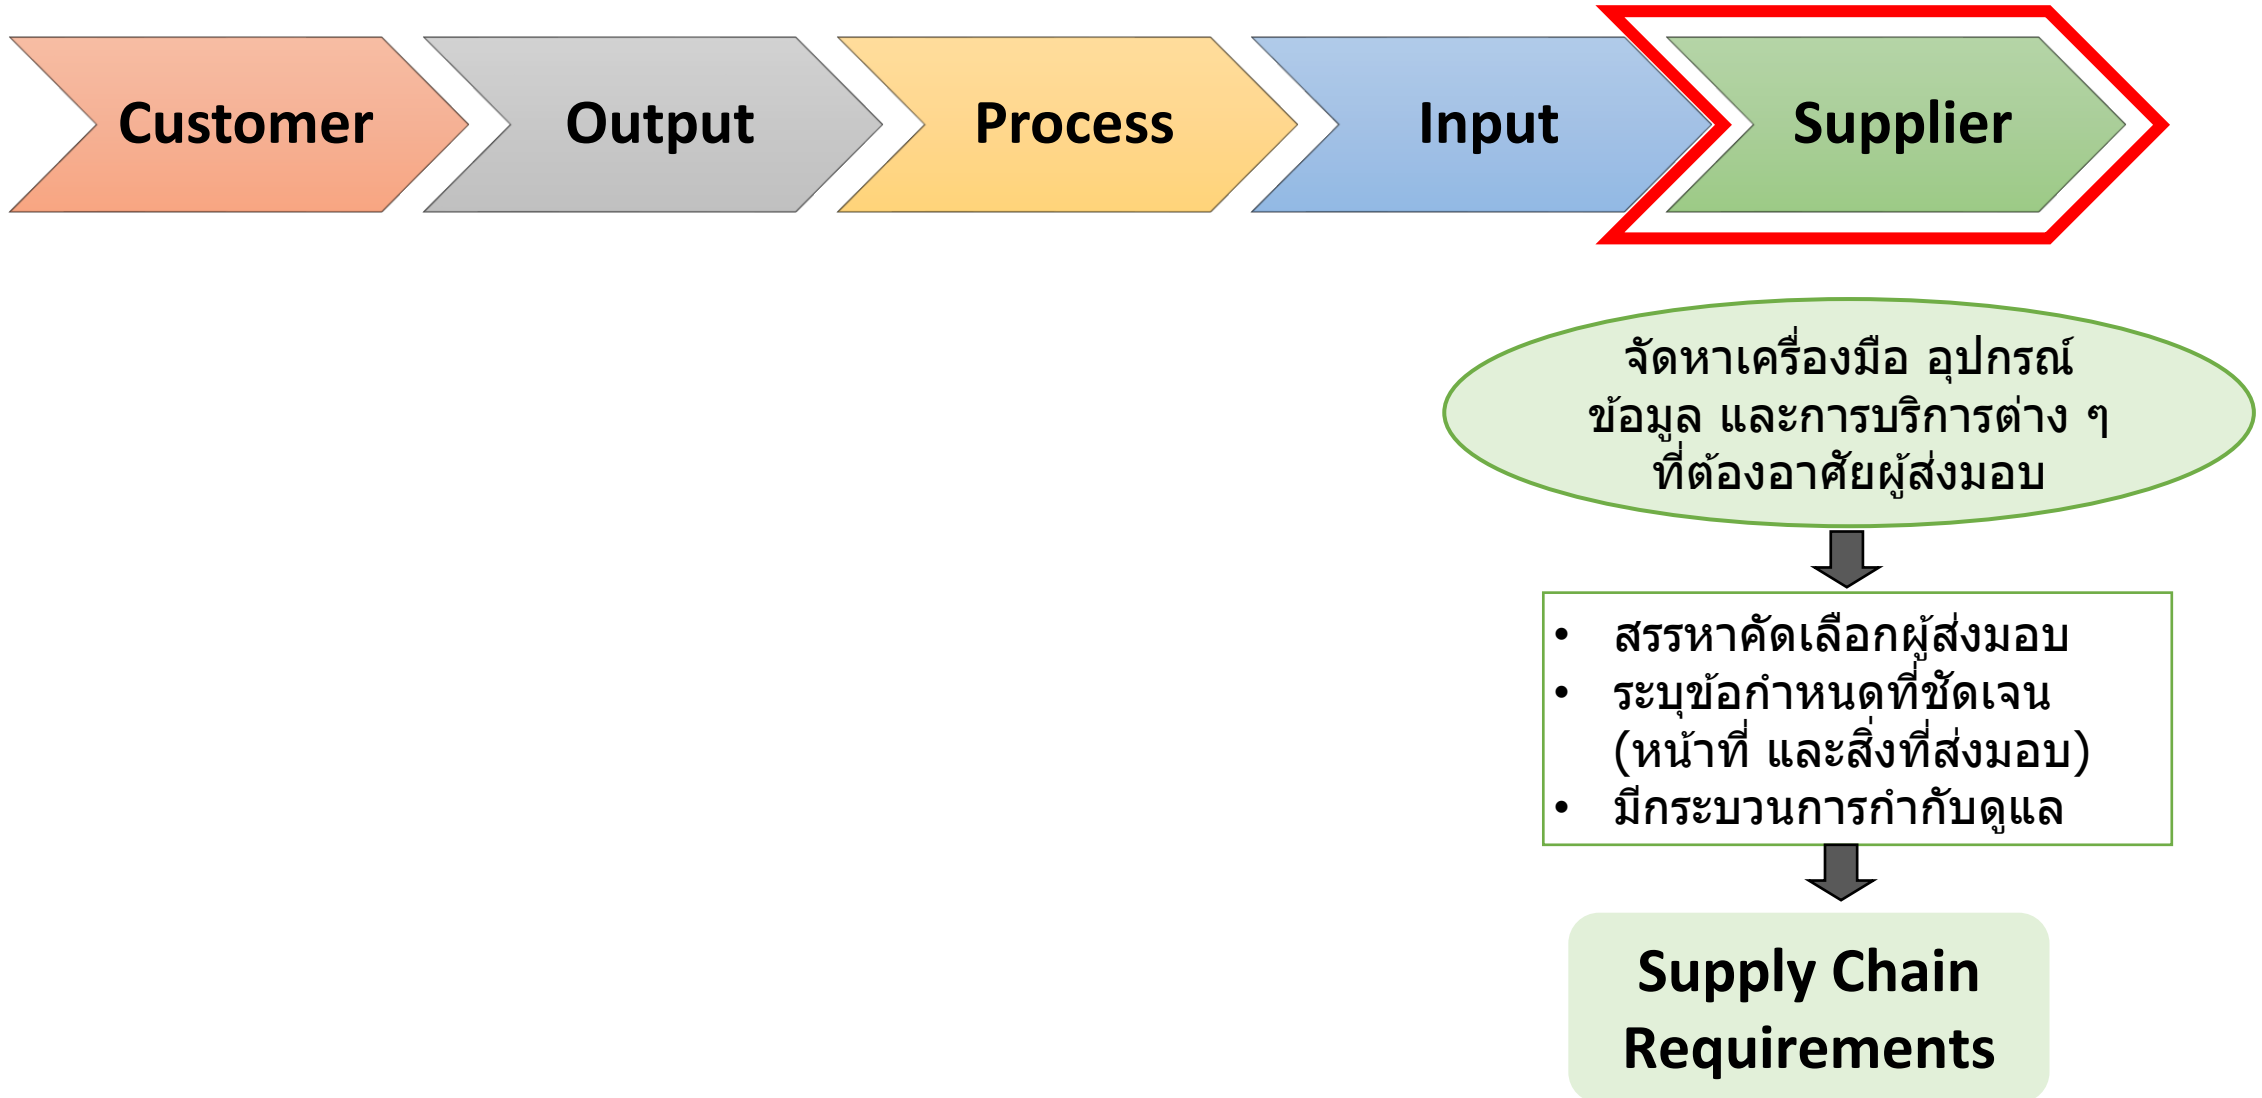 Customer
Output
Process
Input
Supplier
จัดหาเครื่องมือ อุปกรณ์
ข้อมูล และการบริการต่าง ๆ
ที่ต้องอาศัยผู้ส่งมอบ
• สรรหาคัดเลือกผู้ส่งมอบ
• ระบุข้อกำหนดที่ชัดเจน
(หน้าที่ และสิ่งที่ส่งมอบ)
• มีกระบวนการกำกับดูแล
Supply Chain
Requirements